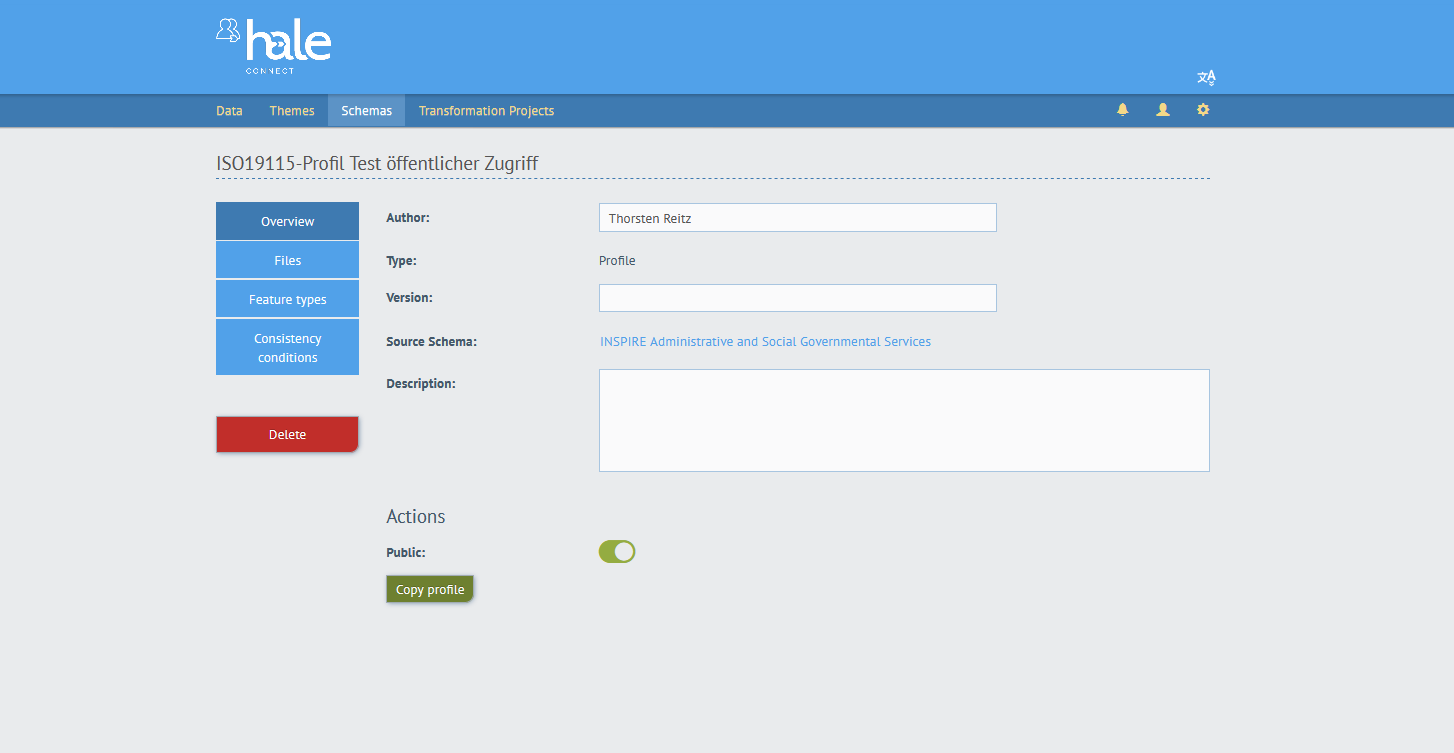 hale
CONNECT
Data Themes Schemas Transformation Projects
ISO19115-Profil Test öffentlicher Zugriff
Overview
Files
Feature types
Consistency
conditions
Delete
Author: Thorsten Reitz
Type: Profile
Version:
Source Schema: INSPIRE Administrative and Social Governmental Services
Description:
Actions
Public:
Copy profile